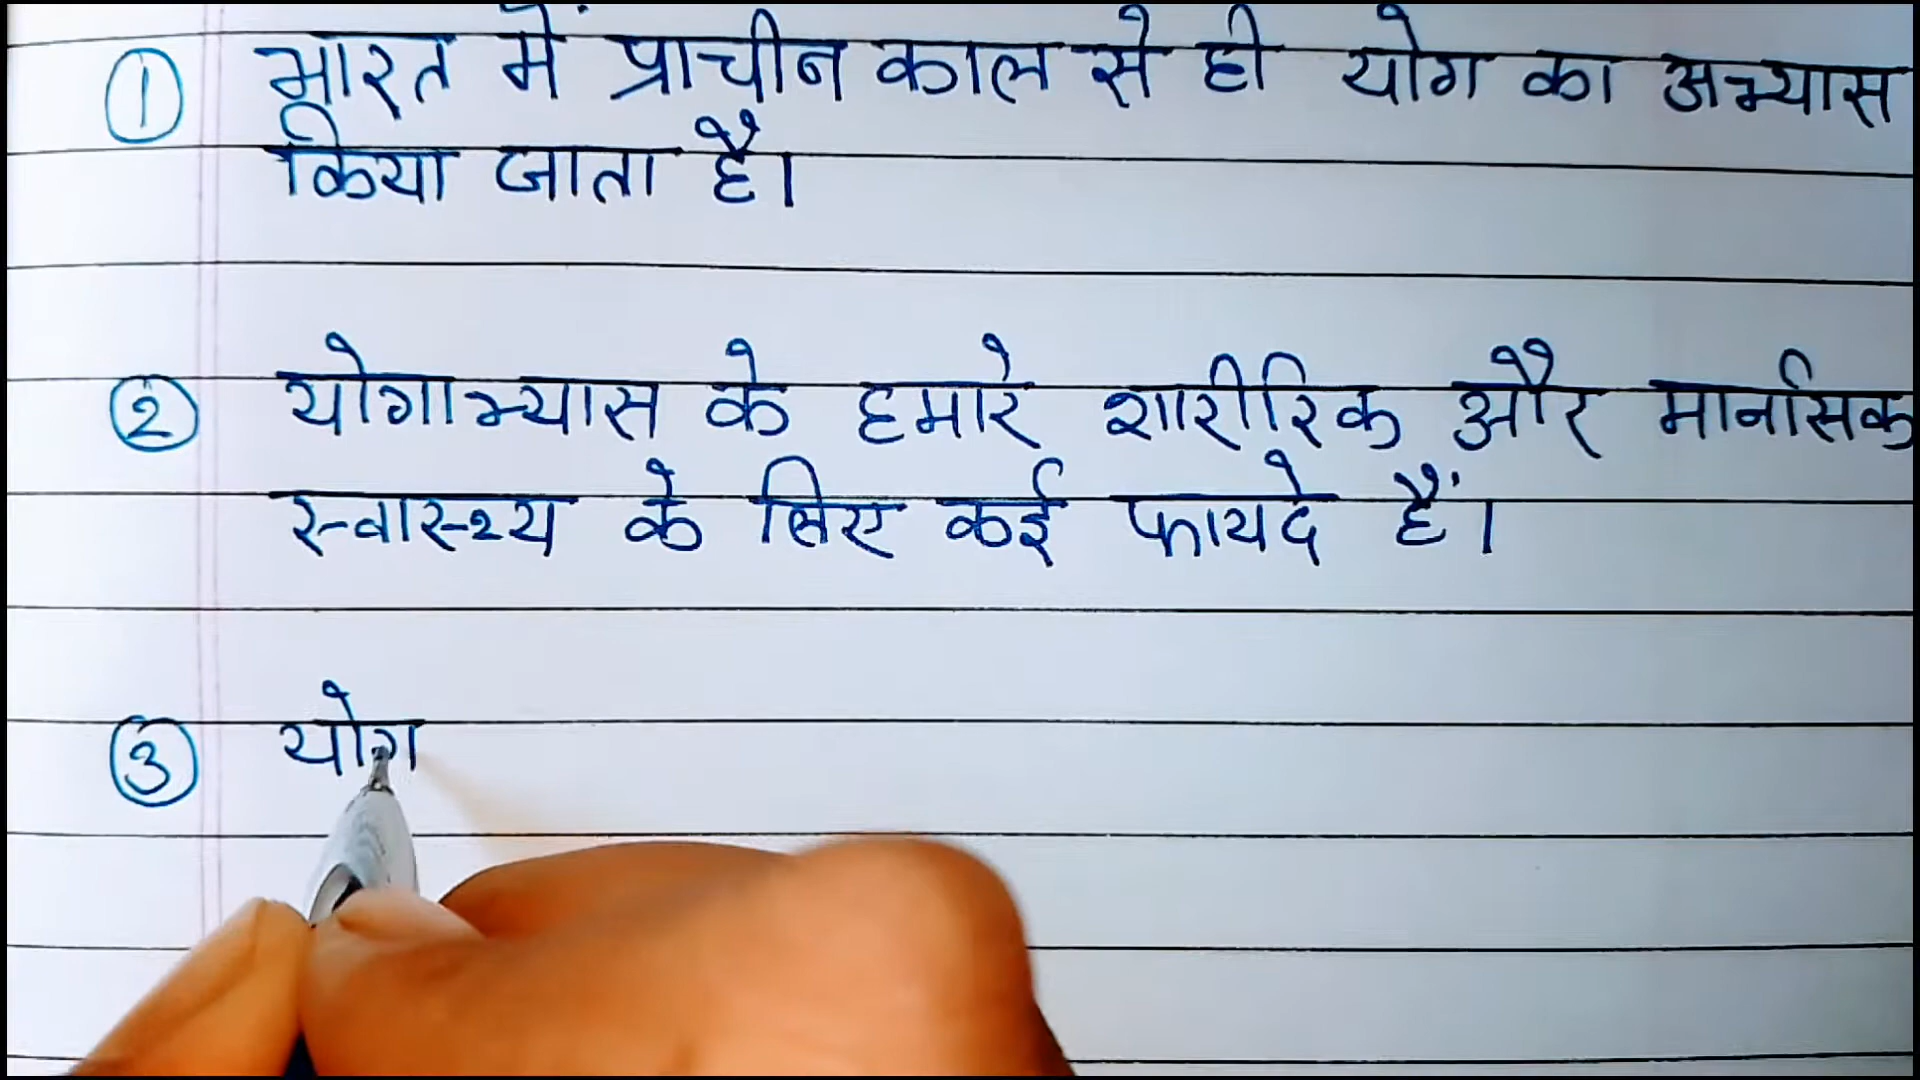 ① भारत में प्राचीन काल से ही योग का अभ्यास
किया जाता है।
② योगाभ्यास के हमारे शारीरिक और मानसिक
स्वास्थ्य के लिए कई फायदे हैं।
③ योग